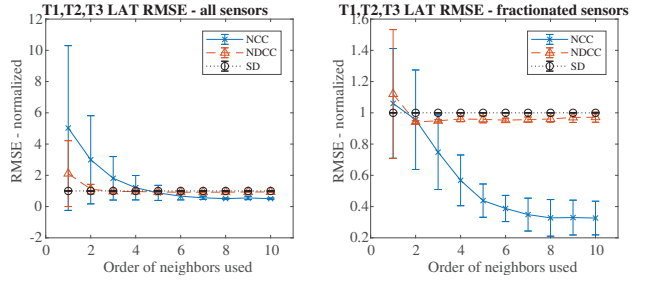 T1,T2,T3 LAT RMSE - all sensors
12
10
8
6
4
2
0
-2
RMSE - normalized
NCC
NDCC
SD
0 2 4 6 8 10
Order of neighbors used
T1,T2,T3 LAT RMSE - fractionated sensors
1.6
1.4
1.2
1
0.8
0.6
0.4
0.2
RMSE - normalized
NCC
NDCC
SD
0 2 4 6 8 10
Order of neighbors used